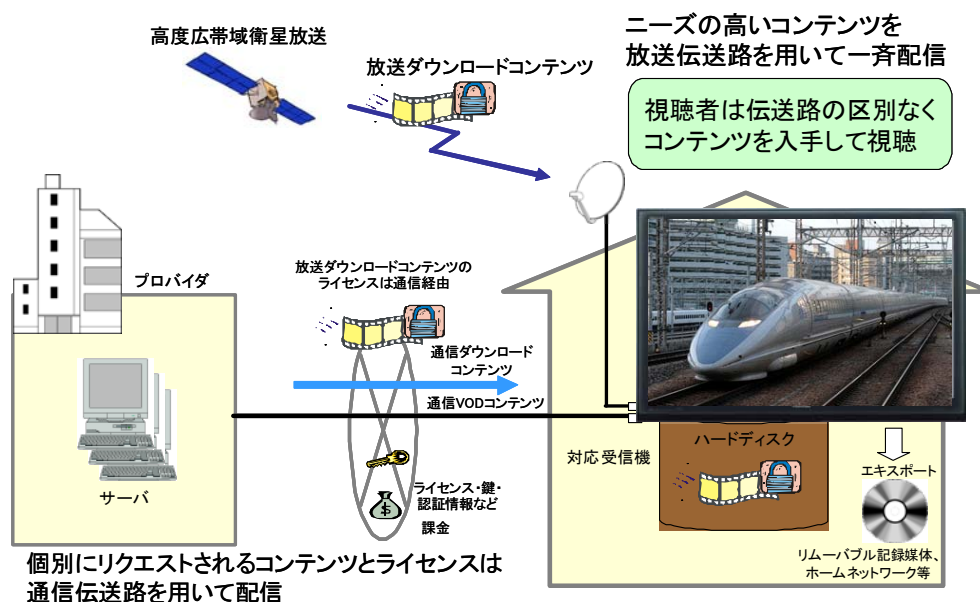 高度広帯域衛星放送
放送ダウンロードコンテンツ
ニーズの高いコンテンツを
放送伝送路を用いて一斉配信
視聴者は伝送路の区別なく
コンテンツを入手して視聴
プロバイダ
放送ダウンロードコンテンツの
ライセンスは通信経由
通信ダウンロード
コンテンツ
通信VODコンテンツ
サーバ
ライセンス・鍵・
認証情報など
課金
$
対応受信機
ハードディスク
エキスポート
リムーバブル記録媒体、
ホームネットワーク等
個別にリクエストされるコンテンツとライセンスは
通信伝送路を用いて配信